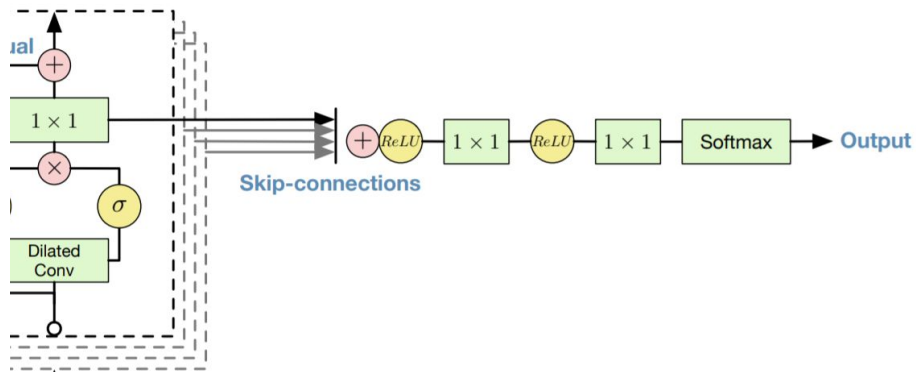 ual
+
1 × 1
×
σ
Dilated
Conv
Skip-connections
+
ReLU
1 × 1
ReLU
1 × 1
Softmax
Output